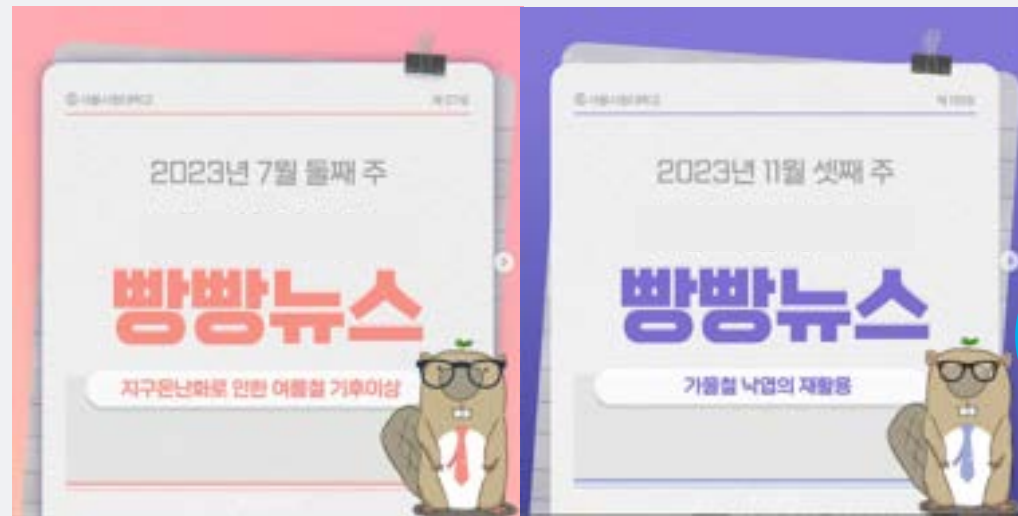 2023년 7월 둘째 주
빵빵뉴스
지구온난화로 인한 여름철 기후이상
2023년 11월 셋째 주
빵빵뉴스
가을철 낙엽의 재활용